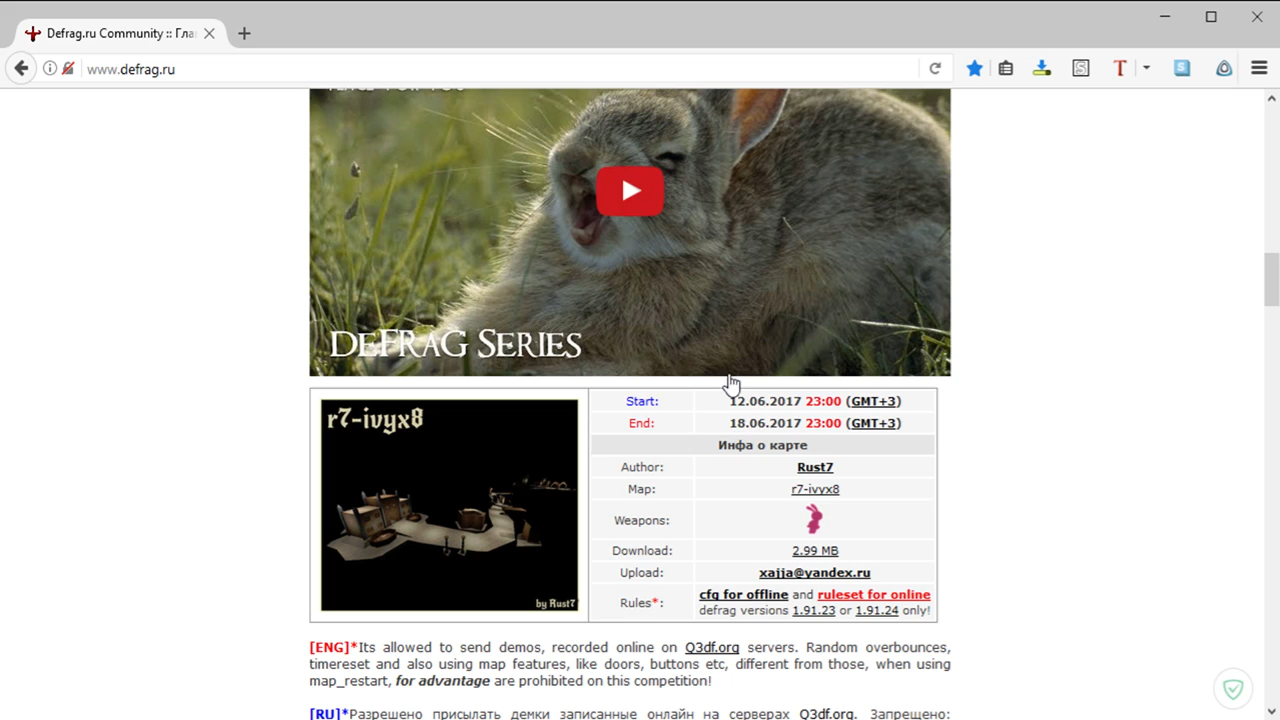 Defrag.ru Community :: Гла
www.defrag.ru
DeFRaG Series
r7-ivyx8
by Rust7
Start: 12.06.2017 23:00 (GMT+3)
End: 18.06.2017 23:00 (GMT+3)
Инфа о карте
Author: Rust7
Map: r7-ivyx8
Weapons:
Download: 2.99 MB
Upload: xajja@yandex.ru
Rules*: cfg for offline and ruleset for online
defrag versions 1.91.23 or 1.91.24 only!
[ENG]*Its allowed to send demos, recorded online on Q3df.org servers. Random overbounces,
timereset and also using map features, like doors, buttons etc, different from those, when using
map_restart, for advantage are prohibited on this competition!
[RU]*Разрешено присылать демки записанные онлайн на серверах Q3df.org. Запрещено: